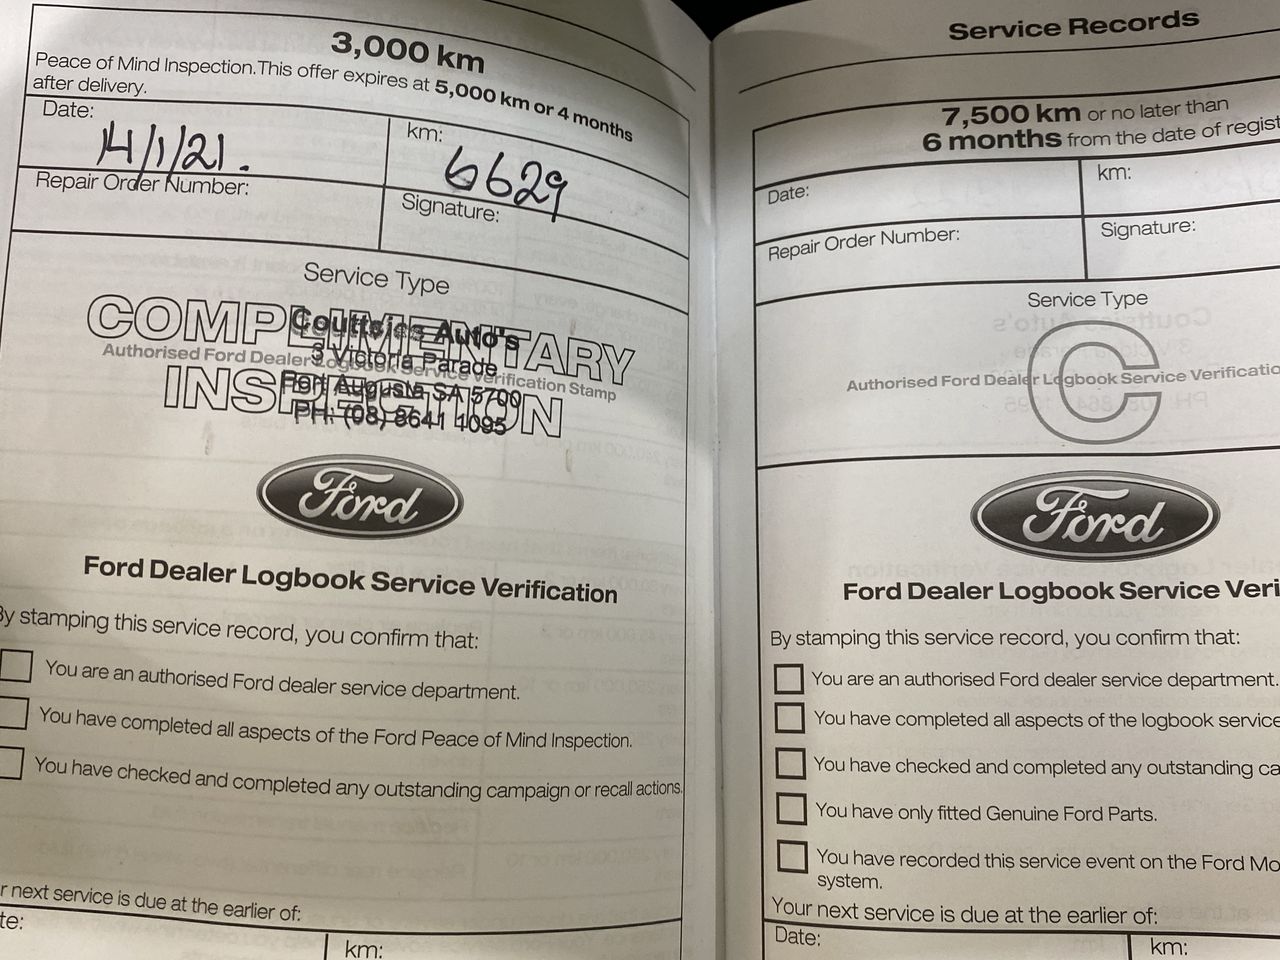 3,000 km
Peace of Mind Inspection.This offer expires at 5,000 km or 4 months
after delivery.
Date:
14/1/21.
km:
6629
Repair Order Number:
Signature:
Service Type
COMPLIMENTARY
INSPECTION
Authorised Ford Dealer Logbook Service Verification Stamp
Couttsies Auto's
3 Victoria Parade
Port Augusta SA 5700
PH: (08) 8641 1095
Ford
Ford Dealer Logbook Service Verification
By stamping this service record, you confirm that:
You are an authorised Ford dealer service department.
You have completed all aspects of the Ford Peace of Mind Inspection.
You have checked and completed any outstanding campaign or recall actions.
r next service is due at the earlier of:
te:
km:
Service Records
7,500 km or no later than
6 months from the date of regist
Date:
km:
Repair Order Number:
Signature:
Service Type
C
Authorised Ford Dealer Logbook Service Verificatio
Ford
Ford Dealer Logbook Service Veri
By stamping this service record, you confirm that:
You are an authorised Ford dealer service department.
You have completed all aspects of the logbook service
You have checked and completed any outstanding ca
You have only fitted Genuine Ford Parts.
You have recorded this service event on the Ford Mo
system.
Your next service is due at the earlier of:
Date:
km: